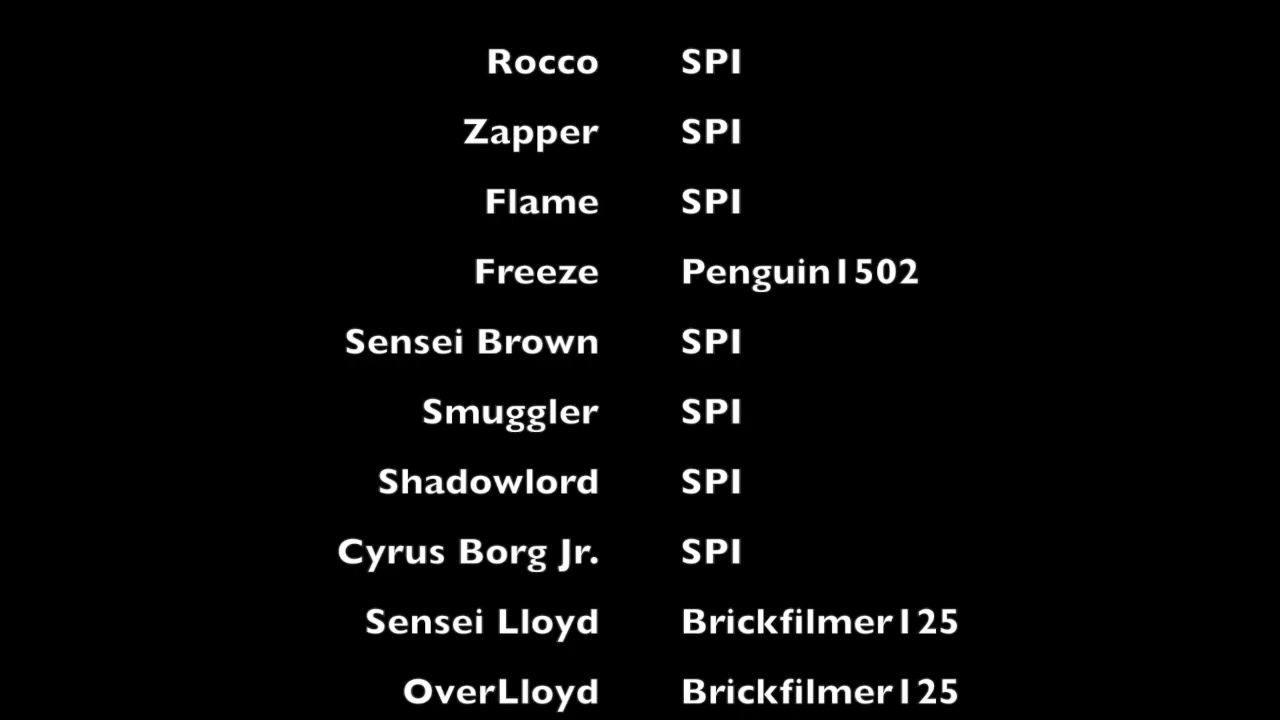 Rocco SPI
Zapper SPI
Flame SPI
Freeze Penguin1502
Sensei Brown SPI
Smuggler SPI
Shadowlord SPI
Cyrus Borg Jr. SPI
Sensei Lloyd Brickfilmer125
OverLloyd Brickfilmer125